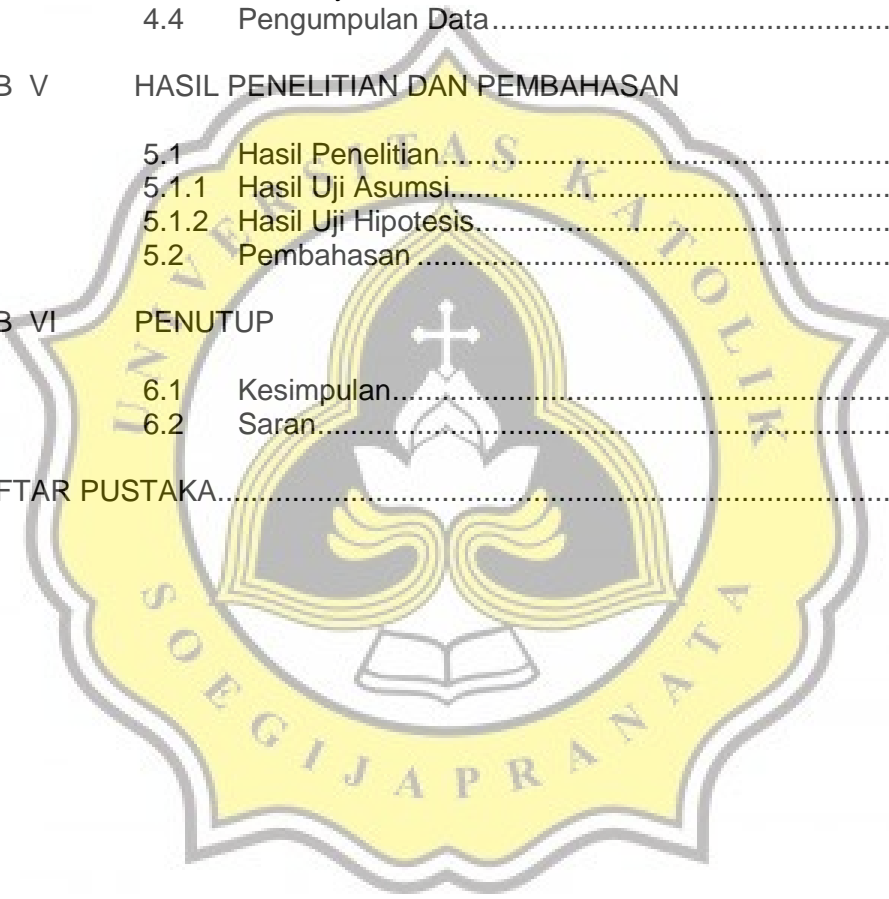 4.4 Pengumpulan Data................................................
B V HASIL PENELITIAN DAN PEMBAHASAN
5.1 Hasil Penelitian................................................
5.1.1 Hasil Uji Asumsi................................................
5.1.2 Hasil Uji Hipotesis................................................
5.2 Pembahasan................................................
B VI PENUTUP
6.1 Kesimpulan................................................
6.2 Saran................................................
FTAR PUSTAKA................................................
UNIVERSITAS KATOLIK
SOEGIJAPRANATA